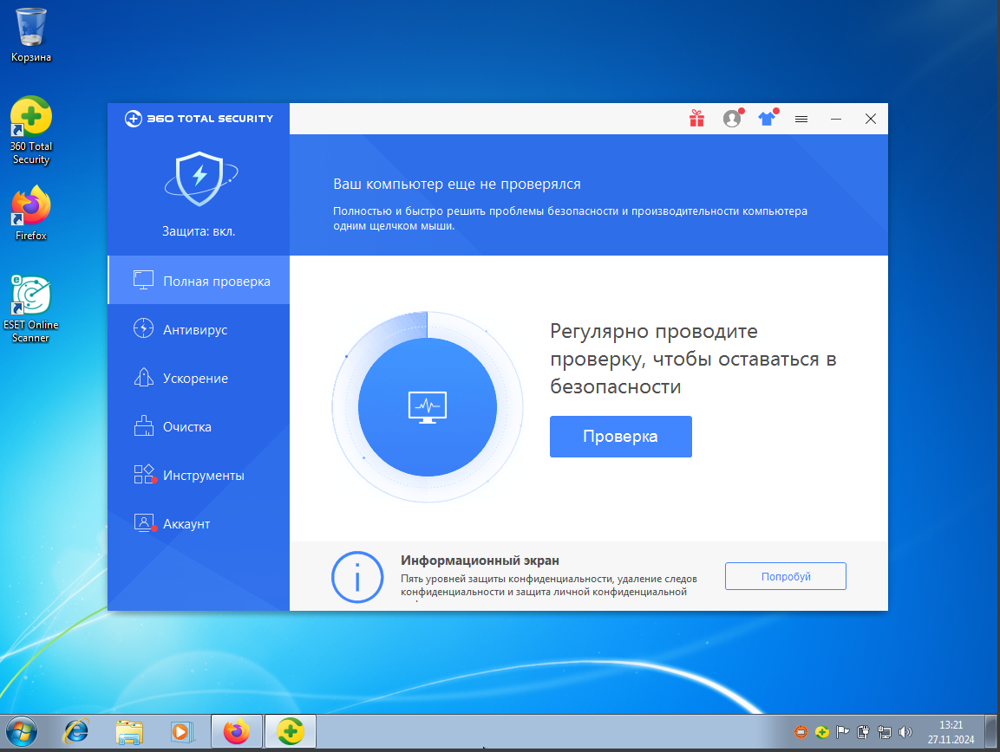 Корзина
360 Total
Security
Firefox
ESET Online
Scanner
360 TOTAL SECURITY
Защита: вкл.
Полная проверка
Антивирус
Ускорение
Очистка
Инструменты
Аккаунт
Ваш компьютер еще не проверялся
Полностью и быстро решить проблемы безопасности и производительности компьютера
одним щелчком мыши.
Регулярно проводите
проверку, чтобы оставаться в
безопасности
Проверка
Информационный экран
Пять уровней защиты конфиденциальности, удаление следов
конфиденциальности и защита личной конфиденциальной
Попробуй
13:21
27.11.2024